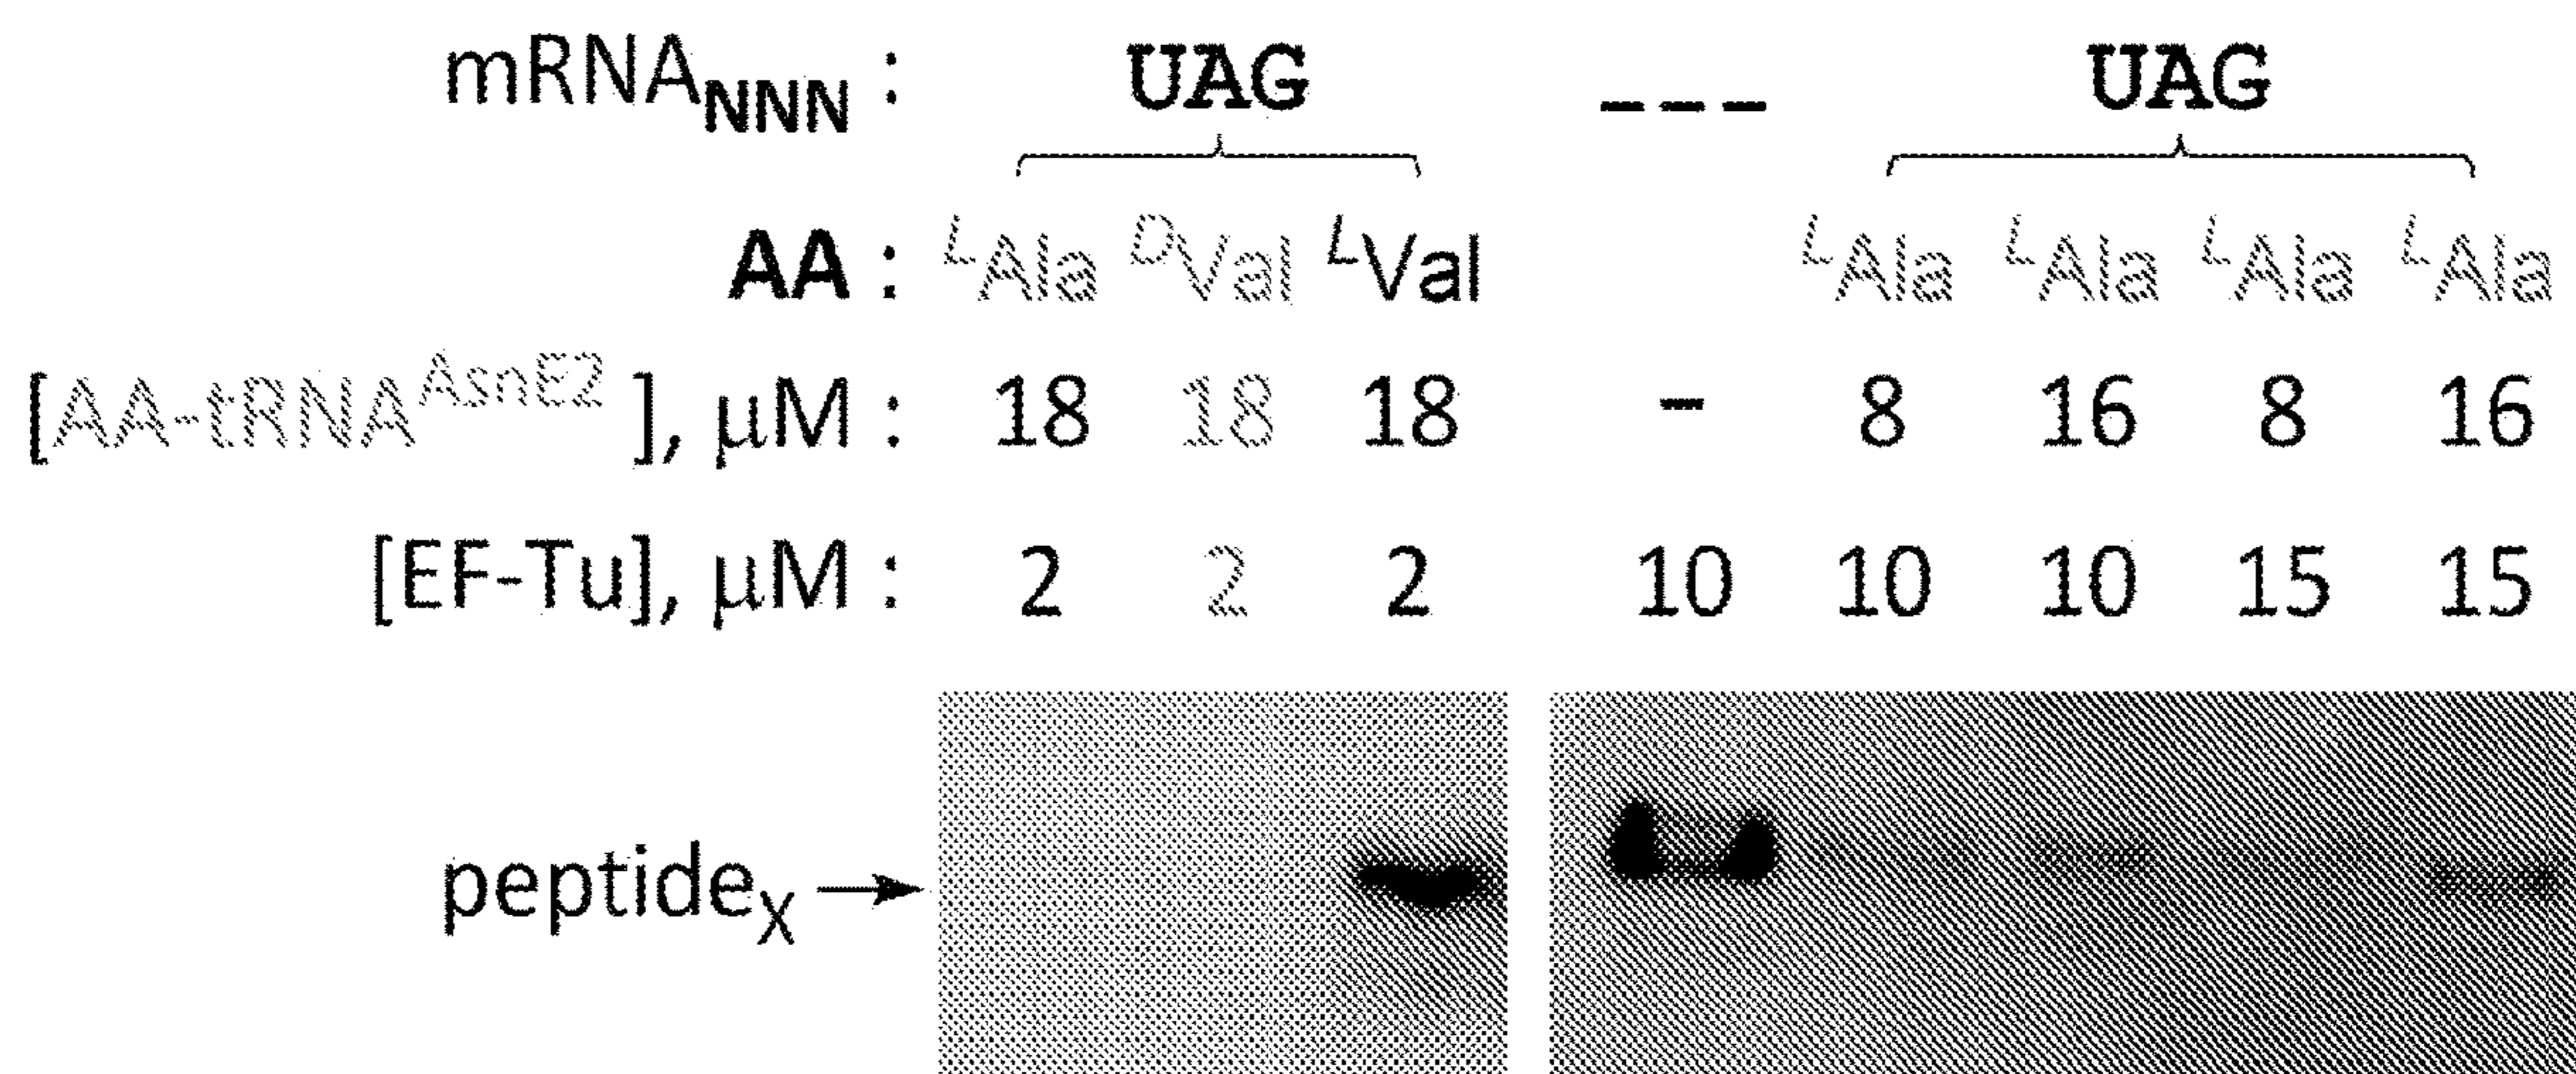 mRNANNN : UAG --- UAG
AA : LAla DVal LVal LAla LAla LAla LAla
[AA-tRNAAsnE2 ], μM : 18 18 18 - 8 16 8 16
[EF-Tu], μM : 2 2 2 10 10 10 15 15
peptideX